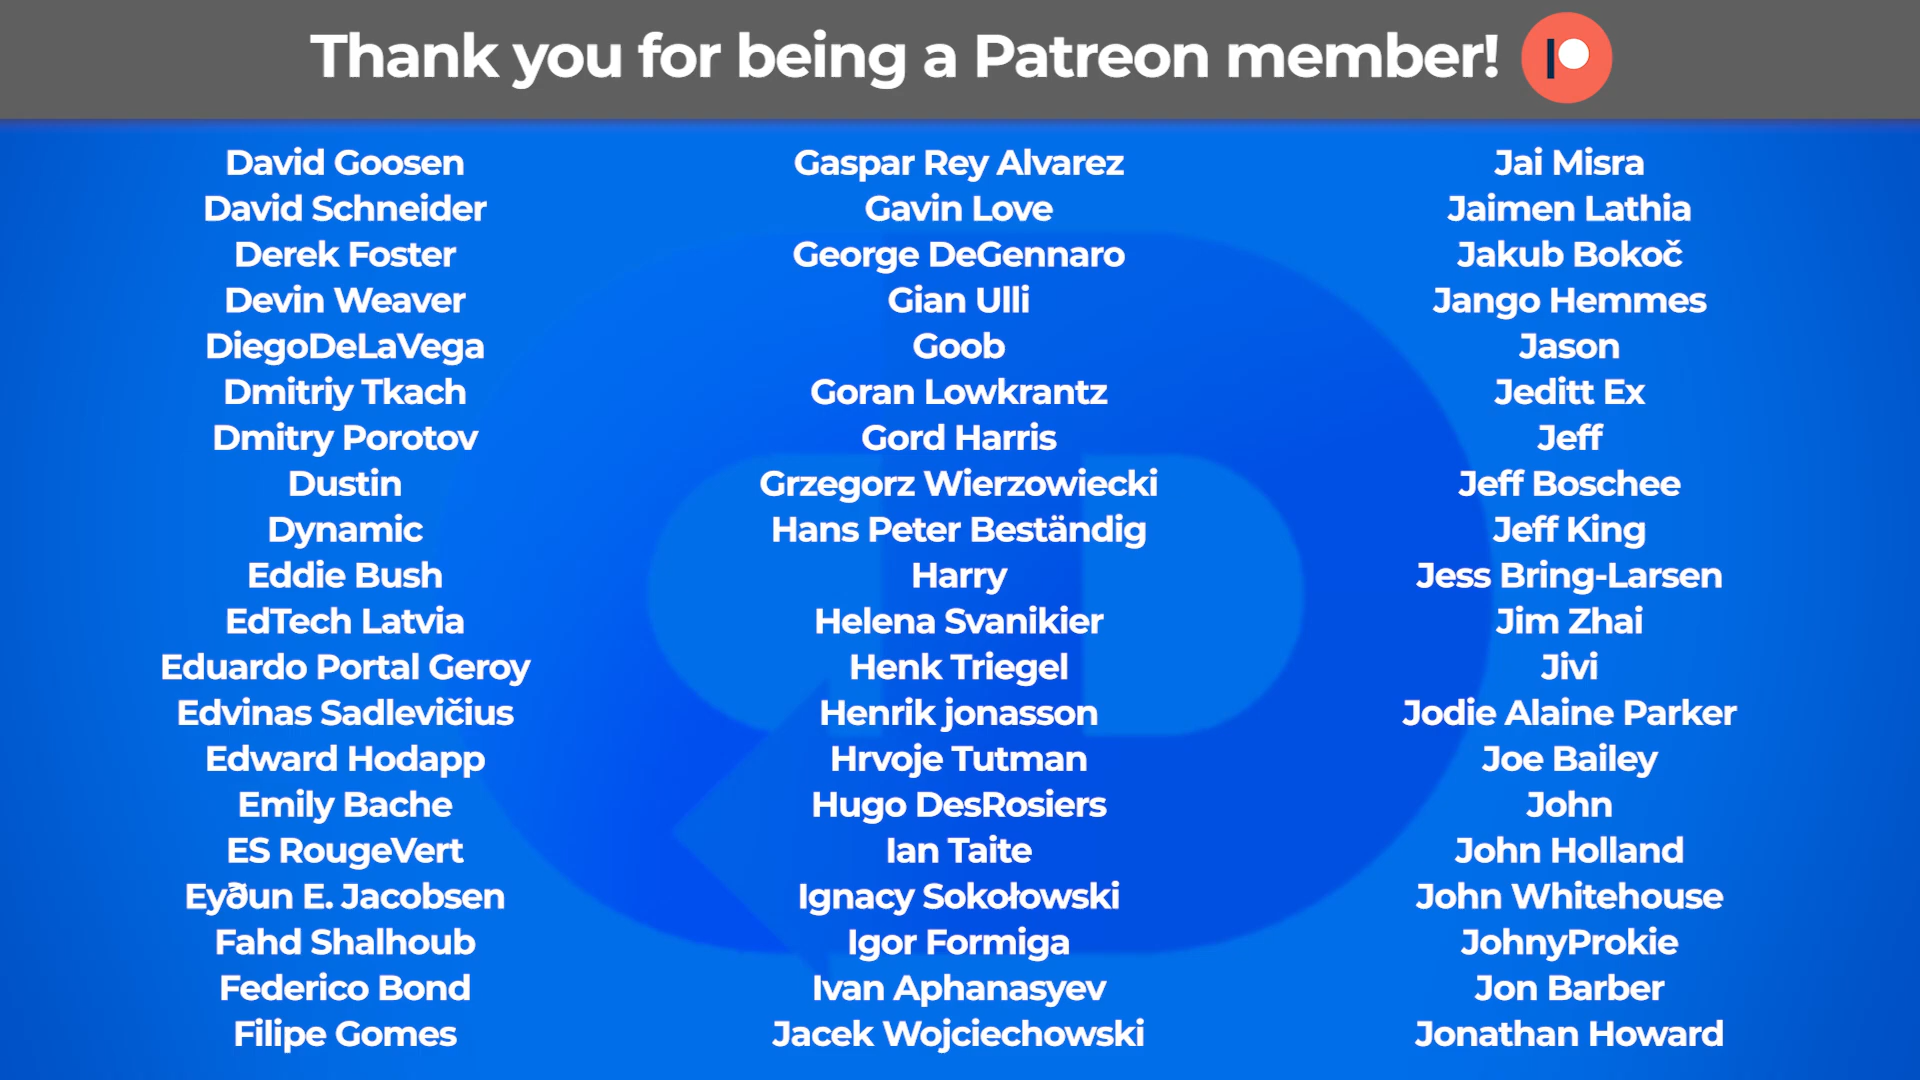 Thank you for being a Patreon member!
David Goosen
David Schneider
Derek Foster
Devin Weaver
DiegoDeLaVega
Dmitriy Tkach
Dmitry Porotov
Dustin
Dynamic
Eddie Bush
EdTech Latvia
Eduardo Portal Geroy
Edvinas Sadlevičius
Edward Hodapp
Emily Bache
ES RougeVert
Eyðun E. Jacobsen
Fahd Shalhoub
Federico Bond
Filipe Gomes
Gaspar Rey Alvarez
Gavin Love
George DeGennaro
Gian Ulli
Goob
Goran Lowkrantz
Gord Harris
Grzegorz Wierzowiecki
Hans Peter Beständig
Harry
Helena Svanikier
Henk Triegel
Henrik jonasson
Hrvoje Tutman
Hugo DesRosiers
Ian Taite
Ignacy Sokołowski
Igor Formiga
Ivan Aphanasyev
Jacek Wojciechowski
Jai Misra
Jaimen Lathia
Jakub Bokoč
Jango Hemmes
Jason
Jeditt Ex
Jeff
Jeff Boschee
Jeff King
Jess Bring-Larsen
Jim Zhai
Jivi
Jodie Alaine Parker
Joe Bailey
John
John Holland
John Whitehouse
JohnyProkie
Jon Barber
Jonathan Howard